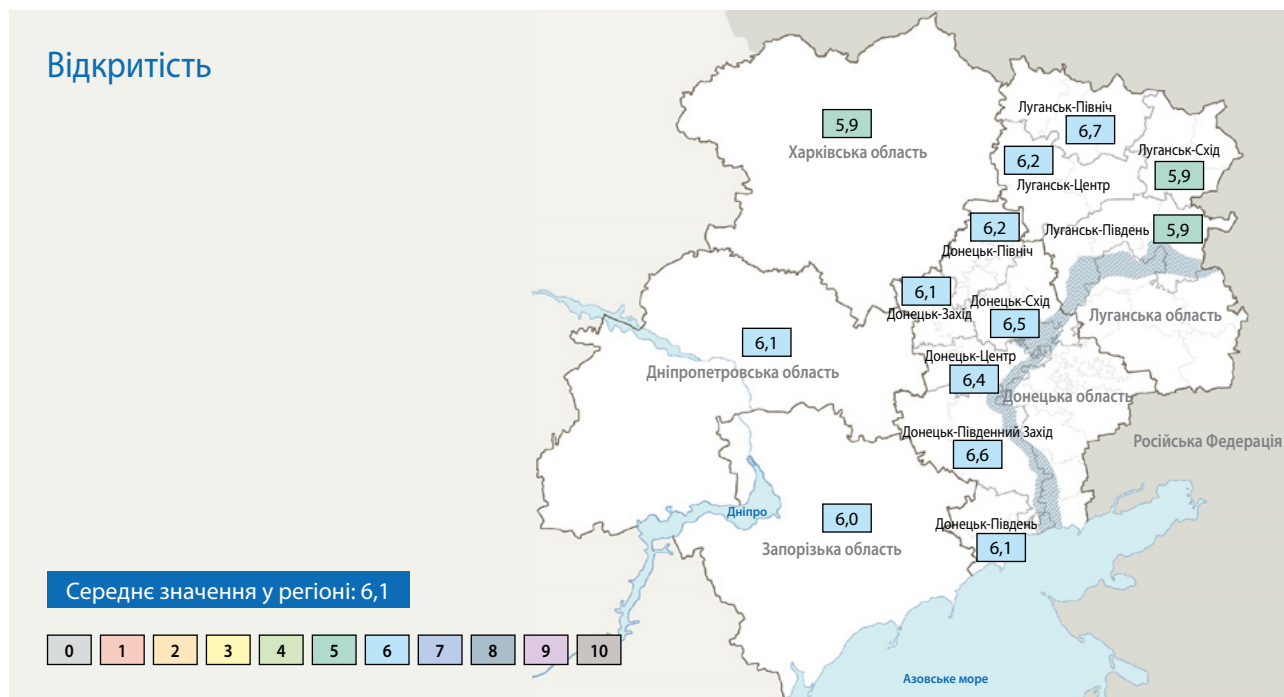 Відкритість
5,9
Харківська область
Луганськ-Північ
6,7
6,2
Луганськ-Центр
Луганськ-Схід
5,9
Луганськ-Південь
5,9
6,2
Донецьк-Північ
6,1
Донецьк-Захід
Донецьк-Схід
6,5
Луганська область
6,1
Дніпропетровська область
Донецьк-Центр
6,4
Донецька область
Донецьк-Південний Захід
6,6
Російська Федерація
Дніпро
6,0
Запорізька область
Донецьк-Південь
6,1
Азовське море
Середнє значення у регіоні: 6,1
0 1 2 3 4 5 6 7 8 9 10